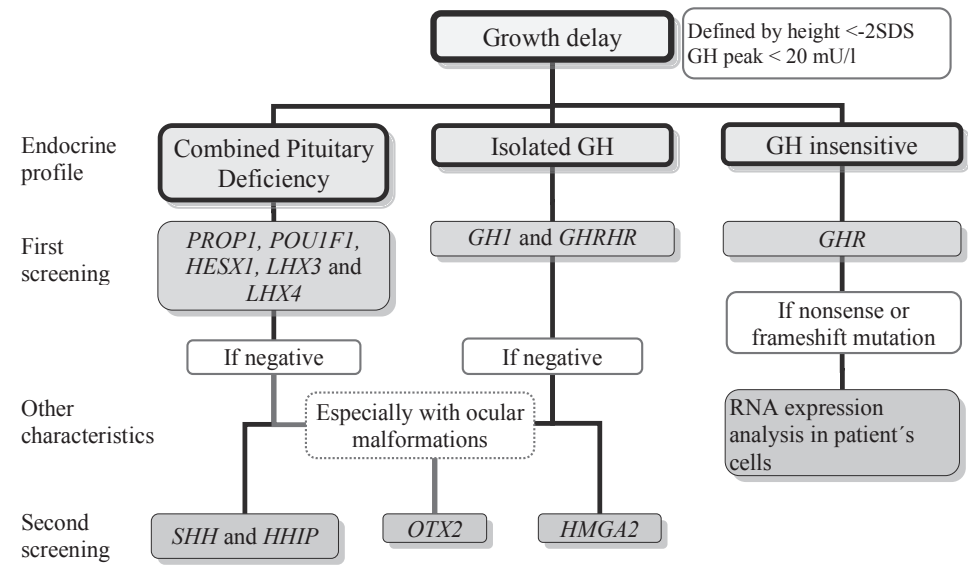 Growth delay
Defined by height <-2SDS
GH peak < 20 mU/l
Endocrine
profile
Combined Pituitary
Deficiency
Isolated GH
GH insensitive
First
screening
PROP1, POU1F1,
HESX1, LHX3 and
LHX4
GH1 and GHRHR
GHR
If nonsense or
frameshift mutation
If negative
If negative
Other
characteristics
Especially with ocular
malformations
RNA expression
analysis in patient´s
cells
Second
screening
SHH and HHIP
OTX2
HMGA2